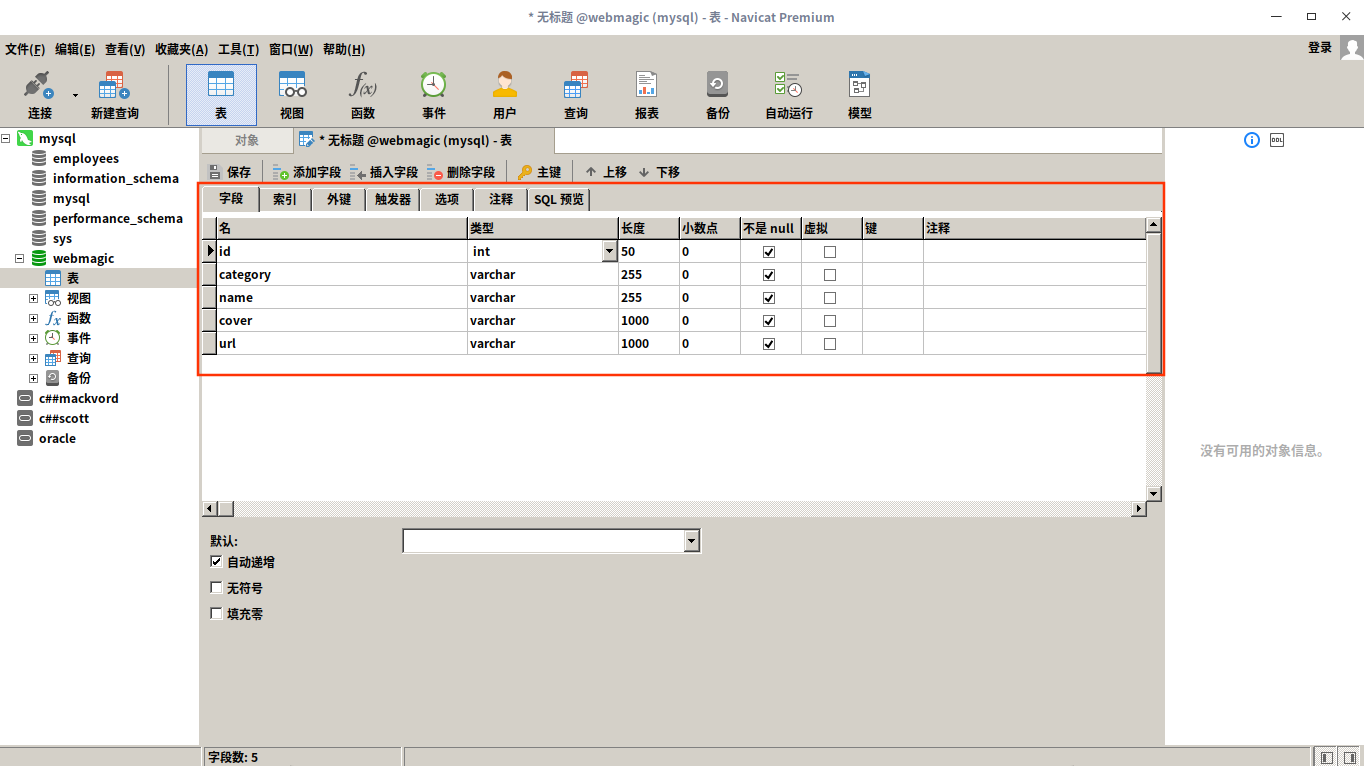 * 无标题 @webmagic (mysql) - 表 - Navicat Premium
文件(F) 编辑(E) 查看(V) 收藏夹(A) 工具(T) 窗口(W) 帮助(H) 登录
连接 新建查询 表 视图 函数 事件 用户 查询 报表 备份 自动运行 模型
mysql
employees
information_schema
mysql
performance_schema
sys
webmagic
表
视图
函数
事件
查询
备份
c##mackvord
c##scott
oracle
对象 * 无标题 @webmagic (mysql) - 表
保存 添加字段 插入字段 删除字段 主键 上移 下移
字段 索引 外键 触发器 选项 注释 SQL 预览
名 类型 长度 小数点 不是 null 虚拟 键 注释
id int 50 0
category varchar 255 0
name varchar 255 0
cover varchar 1000 0
url varchar 1000 0
默认:
自动递增
无符号
填充零
DDL
没有可用的对象信息。
字段数: 5